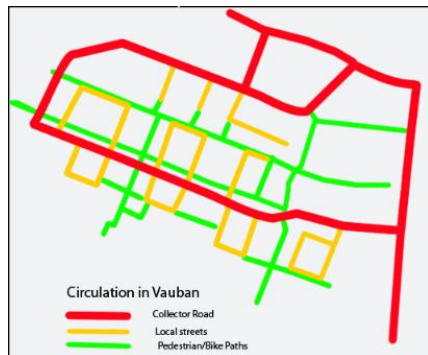 Circulation in Vauban
Collector Road
Local streets
Pedestrian/Bike Paths